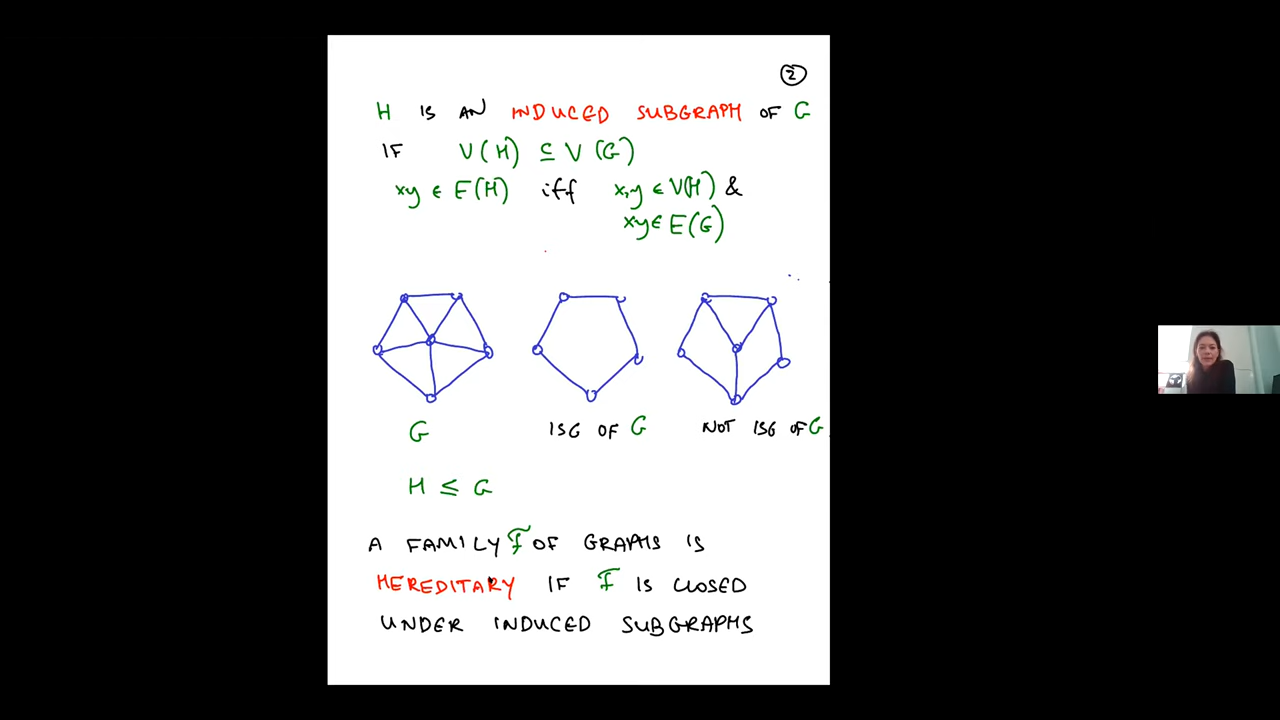 2
H IS AN INDUCED SUBGRAPH OF G
IF V(H) ⊆ V(G)
xy ∈ E(H) iff x,y ∈ V(H) &
xy ∈ E(G)
G ISG OF G NOT ISG OF G
H ≤ G
A FAMILY F OF GRAPHS IS
HEREDITARY IF F IS CLOSED
UNDER INDUCED SUBGRAPHS